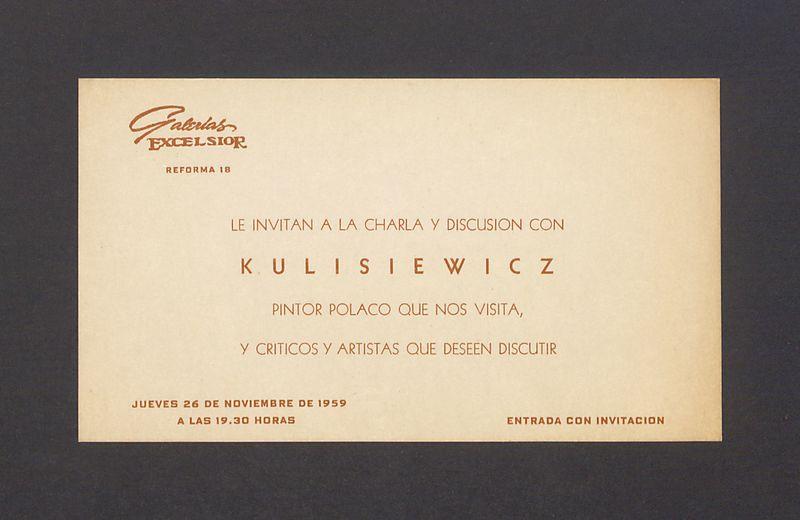 Galerías
EXCELSIOR
REFORMA 18
LE INVITAN A LA CHARLA Y DISCUSION CON
KULISIEWICZ
PINTOR POLACO QUE NOS VISITA,
Y CRITICOS Y ARTISTAS QUE DESEEN DISCUTIR
JUEVES 26 DE NOVIEMBRE DE 1959
A LAS 19.30 HORAS
ENTRADA CON INVITACION